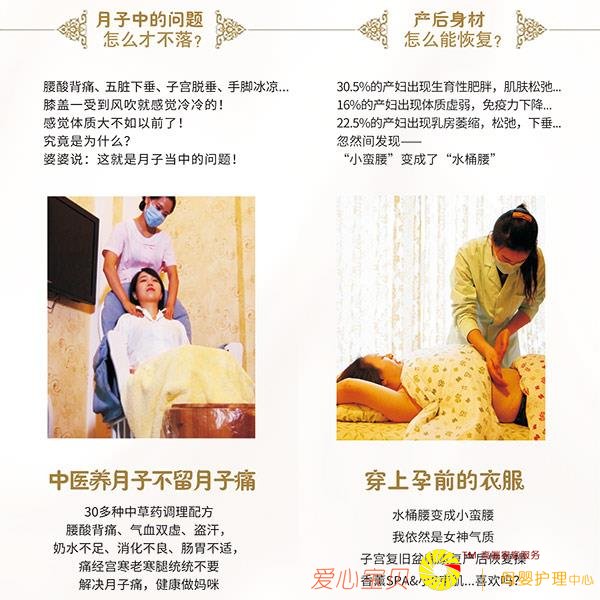 月子中的问题
怎么才不落？
腰酸背痛、五脏下垂、子宫脱垂、手脚冰凉...
膝盖一受到风吹就感觉冷冷的！
感觉体质大不如以前了！
究竟是为什么？
婆婆说：这就是月子当中的问题！
中医养月子不留月子痛
30多种中草药调理配方
腰酸背痛、气血双虚、盗汗，
奶水不足、消化不良、肠胃不适，
痛经宫寒老寒腿统统不要
解决月子痛，健康做妈咪
产后身材
怎么能恢复？
30.5%的产妇出现生育性肥胖，肌肤松弛...
16%的产妇出现体质虚弱，免疫力下降...
22.5%的产妇出现乳房萎缩，松弛，下垂...
忽然间发现——
“小蛮腰”变成了“水桶腰”
穿上孕前的衣服
水桶腰变成小蛮腰
我依然是女神气质
子宫复旧盆 产后恢复操
香薰SPA& 肌...喜欢吗？
爱心宝贝
TM 服务
母婴护理中心